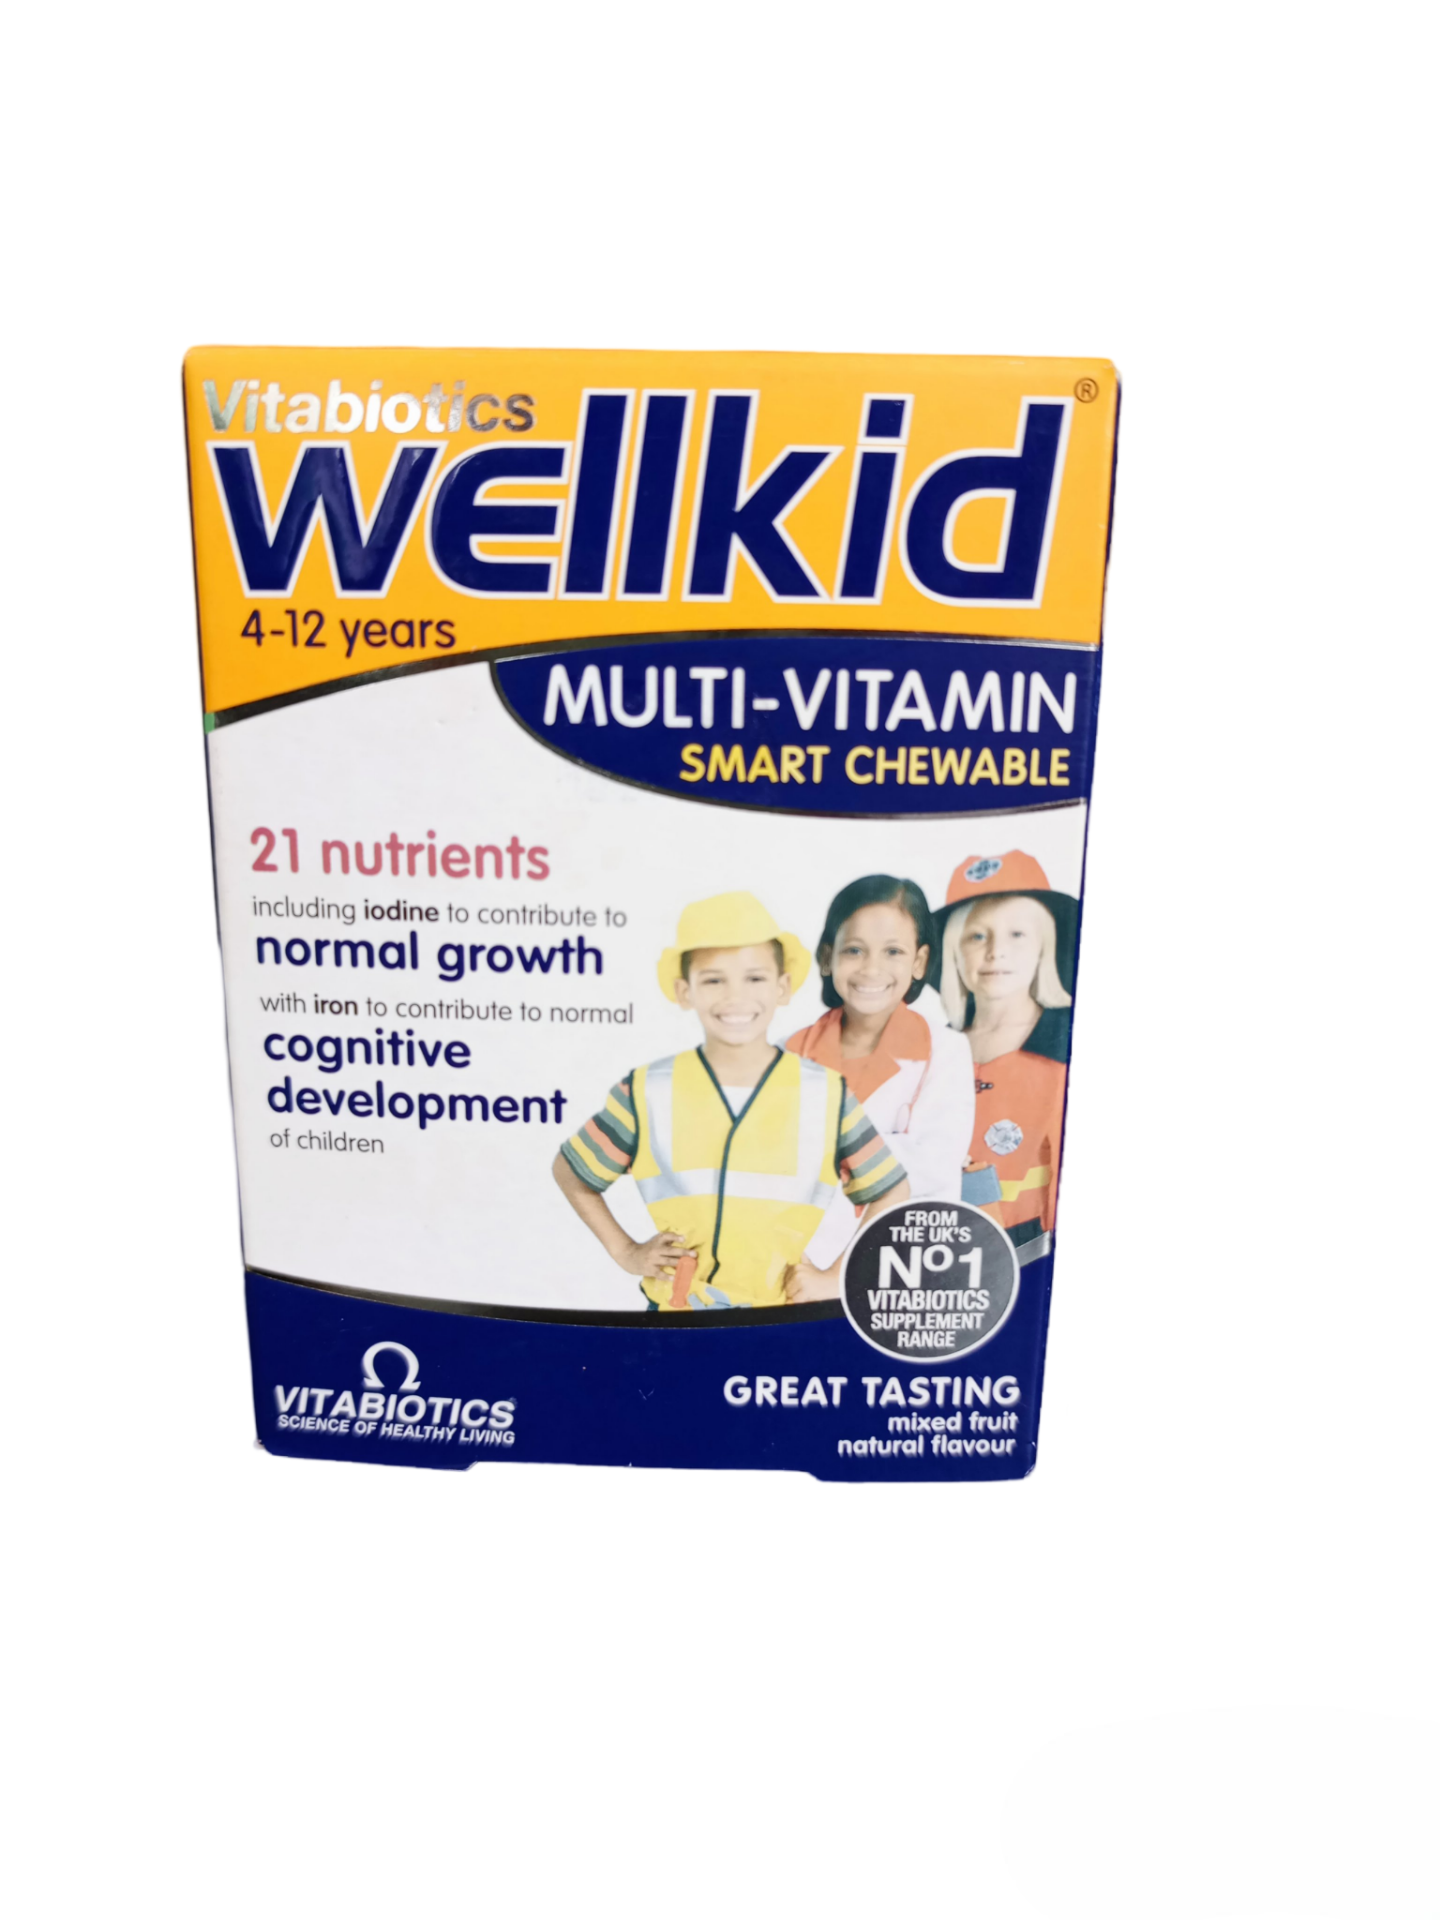 Vitabiotics
wellkid®
4-12 years
MULTI-VITAMIN
SMART CHEWABLE
21 nutrients
including iodine to contribute to
normal growth
with iron to contribute to normal
cognitive
development
of children
FROM
THE UK'S
Nº1
VITABIOTICS
SUPPLEMENT
RANGE
VITABIOTICS
SCIENCE OF HEALTHY LIVING
GREAT TASTING
mixed fruit
natural flavour